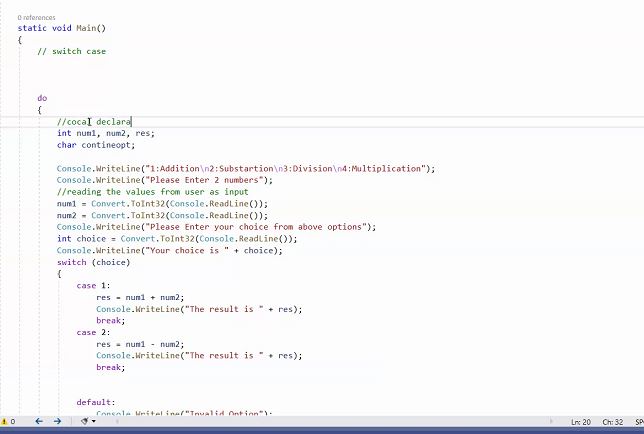 0 references
static void Main()
{
// switch case
do
{
//cocal declara
int num1, num2, res;
char contineopt;
Console.WriteLine("1:Addition\n2:Substartion\n3:Division\n4:Multiplication");
Console.WriteLine("Please Enter 2 numbers");
//reading the values from user as input
num1 = Convert.ToInt32(Console.ReadLine());
num2 = Convert.ToInt32(Console.ReadLine());
Console.WriteLine("Please Enter your choice from above options");
int choice = Convert.ToInt32(Console.ReadLine());
Console.WriteLine("Your choice is " + choice);
switch (choice)
{
case 1:
res = num1 + num2;
Console.WriteLine("The result is " + res);
break;
case 2:
res = num1 - num2;
Console.WriteLine("The result is " + res);
break;
default:
Console.WriteLine("Invalid Option");
0
Ln: 20 Ch: 32 SP